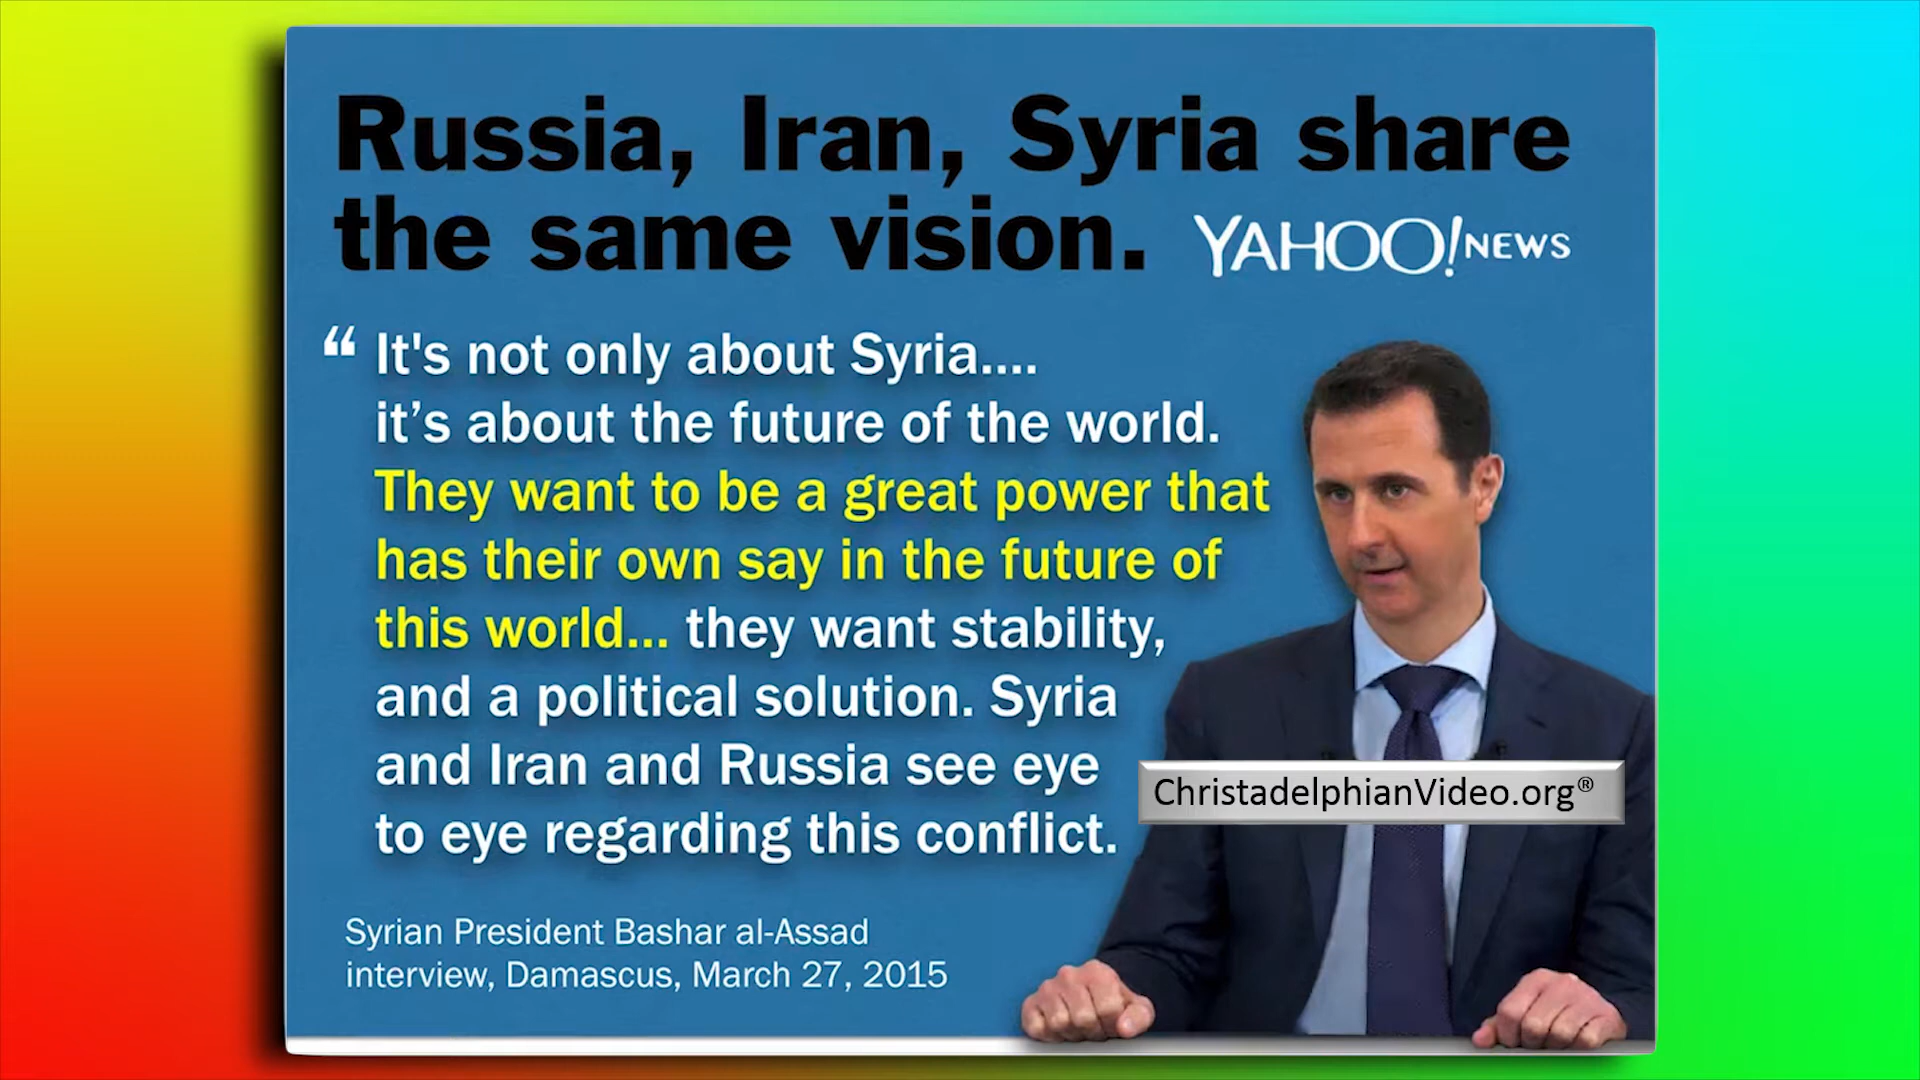 Russia, Iran, Syria share
the same vision. YAHOO! NEWS
“ It's not only about Syria....
it’s about the future of the world.
They want to be a great power that
has their own say in the future of
this world... they want stability,
and a political solution. Syria
and Iran and Russia see eye
to eye regarding this conflict.
ChristadelphianVideo.org®
Syrian President Bashar al-Assad
interview, Damascus, March 27, 2015